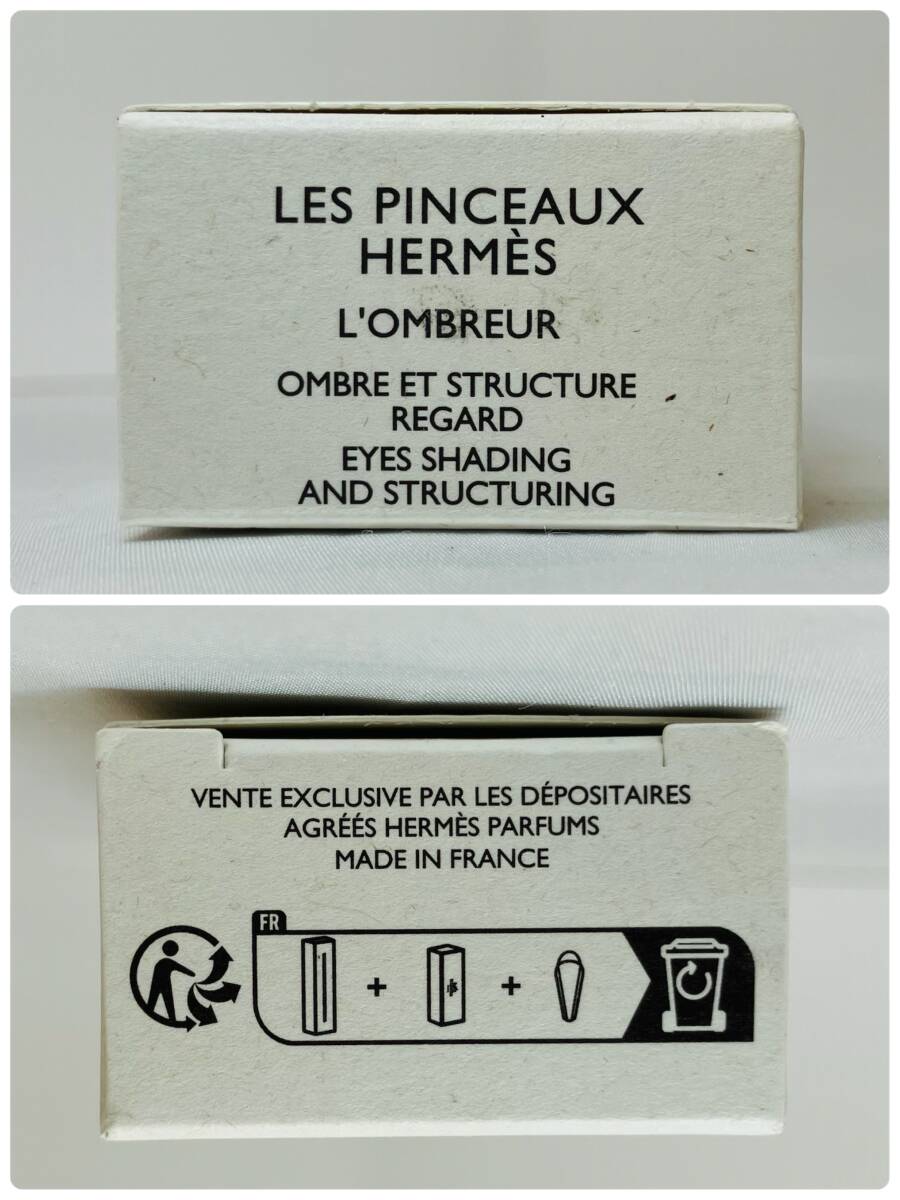 LES PINCEAUX
HERMÈS
L'OMBREUR
OMBRE ET STRUCTURE
REGARD
EYES SHADING
AND STRUCTURING
VENTE EXCLUSIVE PAR LES DÉPOSITAIRES
AGRÉÉS HERMÈS PARFUMS
MADE IN FRANCE
FR